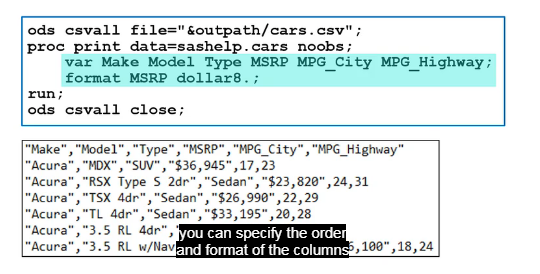 ods csvall file="&outpath/cars.csv";
proc print data=sashelp.cars noobs;
var Make Model Type MSRP MPG_City MPG_Highway;
format MSRP dollar8.;
run;
ods csvall close;
"Make","Model","Type","MSRP","MPG_City","MPG_Highway"
"Acura","MDX","SUV","$36,945",17,23
"Acura","RSX Type S 2dr","Sedan","$23,820",24,31
"Acura","TSX 4dr","Sedan","$26,990",22,29
"Acura","TL 4dr","Sedan","$33,195",20,28
"Acura","3.5 RL 4dr","
"Acura","3.5 RL w/Nav 6,100",18,24
you can specify the order
and format of the columns